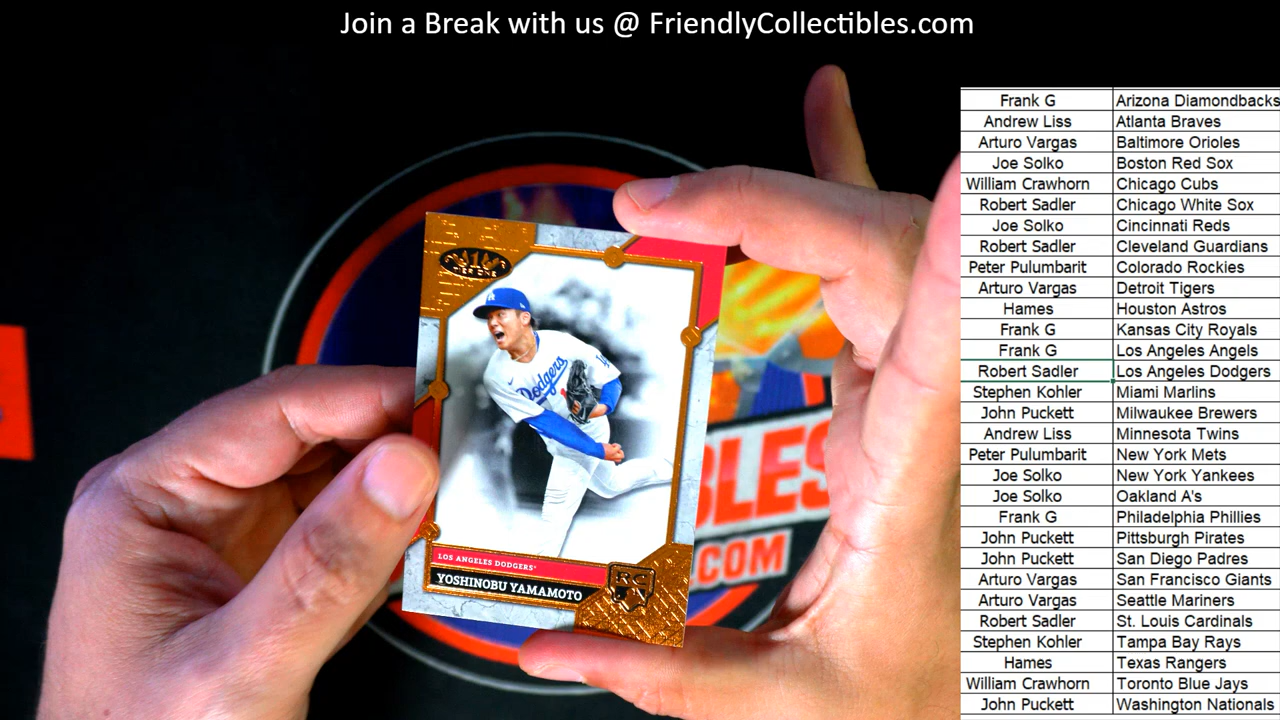 Join a Break with us @ FriendlyCollectibles.com
Frank G Arizona Diamondbacks
Andrew Liss Atlanta Braves
Arturo Vargas Baltimore Orioles
Joe Solko Boston Red Sox
William Crawhorn Chicago Cubs
Robert Sadler Chicago White Sox
Joe Solko Cincinnati Reds
Robert Sadler Cleveland Guardians
Peter Pulumbarit Colorado Rockies
Arturo Vargas Detroit Tigers
Hames Houston Astros
Frank G Kansas City Royals
Frank G Los Angeles Angels
Robert Sadler Los Angeles Dodgers
Stephen Kohler Miami Marlins
John Puckett Milwaukee Brewers
Andrew Liss Minnesota Twins
Peter Pulumbarit New York Mets
Joe Solko New York Yankees
Joe Solko Oakland A's
Frank G Philadelphia Phillies
John Puckett Pittsburgh Pirates
John Puckett San Diego Padres
Arturo Vargas San Francisco Giants
Arturo Vargas Seattle Mariners
Robert Sadler St. Louis Cardinals
Stephen Kohler Tampa Bay Rays
Hames Texas Rangers
William Crawhorn Toronto Blue Jays
John Puckett Washington Nationals
1
TIER ONE
LA
Dodgers
LOS ANGELES DODGERS
YOSHINOBU YAMAMOTO
RC
BLES
.COM